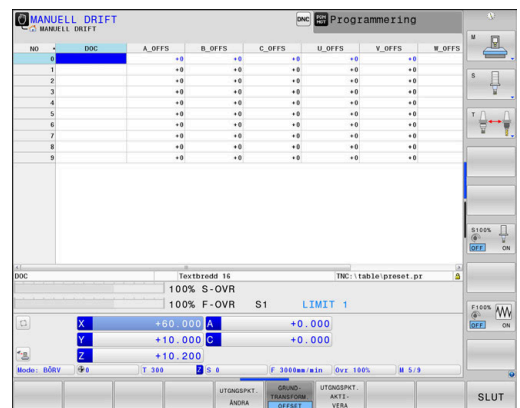 MANUELL DRIFT
MANUELL DRIFT
DNC
Programmering
NO DOC A_OFFS B_OFFS C_OFFS U_OFFS V_OFFS W_OFFS
0 +0 +0 +0 +0 +0
1 +0 +0 +0 +0 +0
2 +0 +0 +0 +0 +0
3 +0 +0 +0 +0 +0
4 +0 +0 +0 +0 +0
5 +0 +0 +0 +0 +0
6 +0 +0 +0 +0 +0
7 +0 +0 +0 +0 +0
8 +0 +0 +0 +0 +0
9 +0 +0 +0 +0 +0
DOC Textbredd 16 TNC:\table\preset.pr
100% S-OVR
100% F-OVR S1 LIMIT 1
X +60.000 A +0.000
Y +10.000 C +0.000
Z +10.200
Modo: BÖRV 0 T 300 Z S 0 F 3000mm/min Ovr 100% M 5/9
M
S
T
S100%
OFF ON
F100%
OFF ON
UTGNGSPKT.
ÄNDRA
GRUND-
TRANSFORM.
OFFSET
UTGNGSPKT.
AKTI-
VERA
SLUT